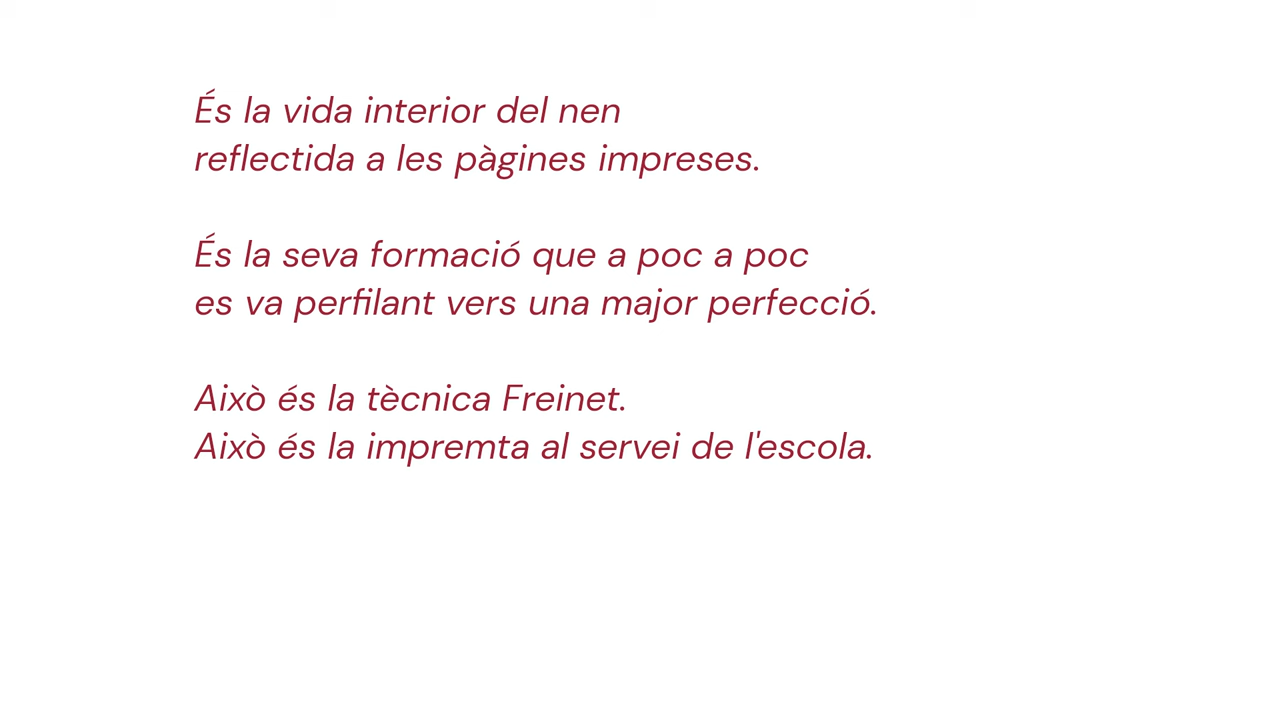 És la vida interior del nen
reflectida a les pàgines impreses.
És la seva formació que a poc a poc
es va perfilant vers una major perfecció.
Això és la tècnica Freinet.
Això és la impremta al servei de l'escola.